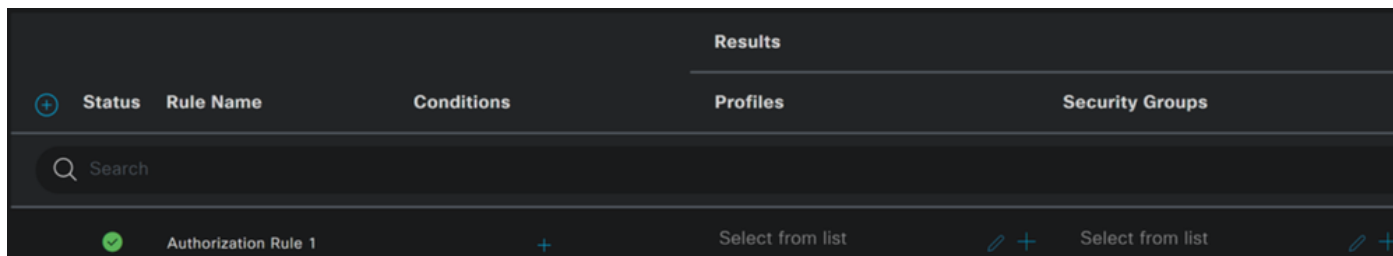 Results
Status Rule Name Conditions Profiles Security Groups
Search
Authorization Rule 1 Select from list Select from list